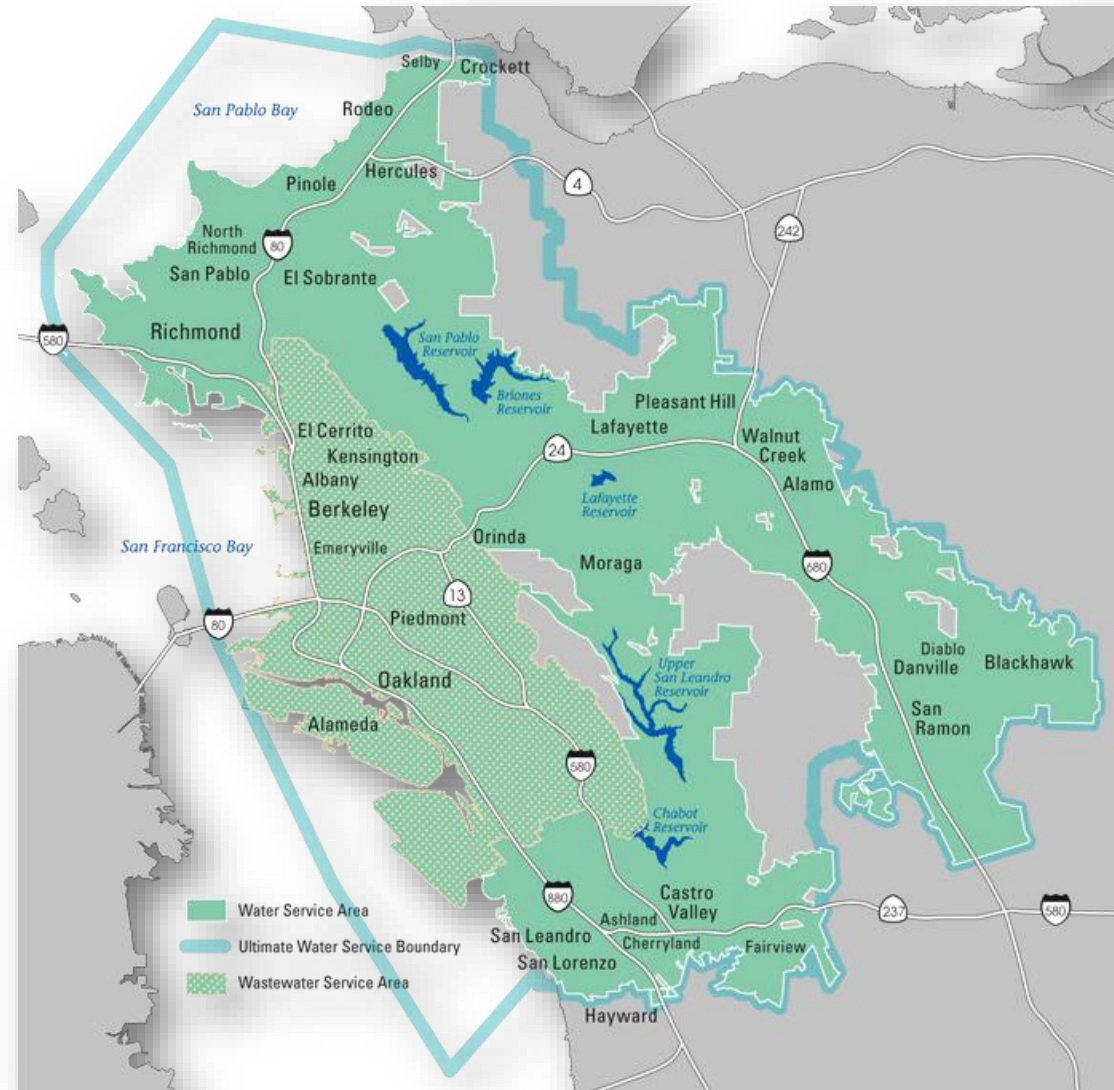 Selby
Crockett
San Pablo Bay
Rodeo
Hercules
Pinole
4
242
North
Richmond
80
San Pablo
El Sobrante
Richmond
580
San Pablo
Reservoir
Briones
Reservoir
Pleasant Hill
Lafayette
El Cerrito
Kensington
Walnut
Creek
24
Albany
Alamo
Lafayette
Reservoir
Berkeley
San Francisco Bay
Emeryville
Orinda
Moraga
680
13
Piedmont
80
Diablo
Danville
Blackhawk
Upper
San Leandro
Reservoir
Oakland
San
Ramon
Alameda
580
Chabot
Reservoir
880
Castro
Valley
Ashland
237
580
Water Service Area
San Leandro
Cherryland
Fairview
Ultimate Water Service Boundary
San Lorenzo
Wastewater Service Area
Hayward